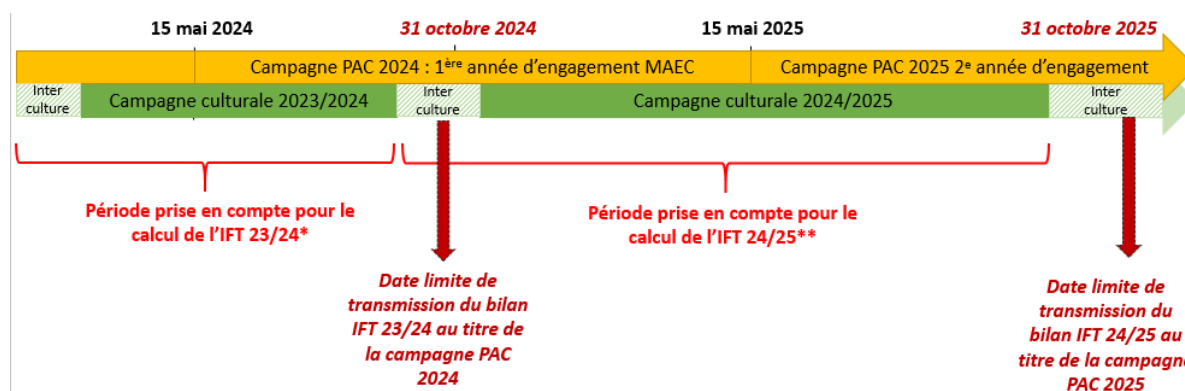 15 mai 2024
31 octobre 2024
15 mai 2025
31 octobre 2025
Campagne PAC 2024 : 1ère année d'engagement MAEC
Campagne PAC 2025 2e année d'engagement
Inter
culture
Campagne culturale 2023/2024
Inter
culture
Campagne culturale 2024/2025
Inter
culture
Période prise en compte pour le
calcul de l'IFT 23/24*
Période prise en compte pour le
calcul de l'IFT 24/25**
Date limite de
transmission du bilan
IFT 23/24 au titre de
la campagne PAC
2024
Date limite de
transmission du
bilan IFT 24/25 au
titre de la campagne
PAC 2025